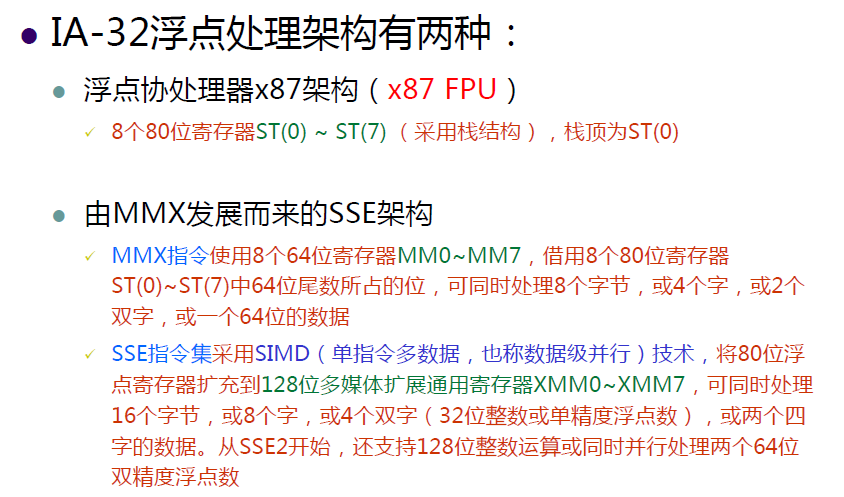 IA-32浮点处理架构有两种：
浮点协处理器x87架构（x87 FPU）
8个80位寄存器ST(0) ~ ST(7) （采用栈结构），栈顶为ST(0)
由MMX发展而来的SSE架构
MMX指令使用8个64位寄存器MM0~MM7，借用8个80位寄存器
ST(0)~ST(7)中64位尾数所占的位，可同时处理8个字节，或4个字，或2个
双字，或一个64位的数据
SSE指令集采用SIMD（单指令多数据，也称数据级并行）技术，将80位浮
点寄存器扩充到128位多媒体扩展通用寄存器XMM0~XMM7，可同时处理
16个字节，或8个字，或4个双字（32位整数或单精度浮点数），或两个四
字的数据。从SSE2开始，还支持128位整数运算或同时并行处理两个64位
双精度浮点数